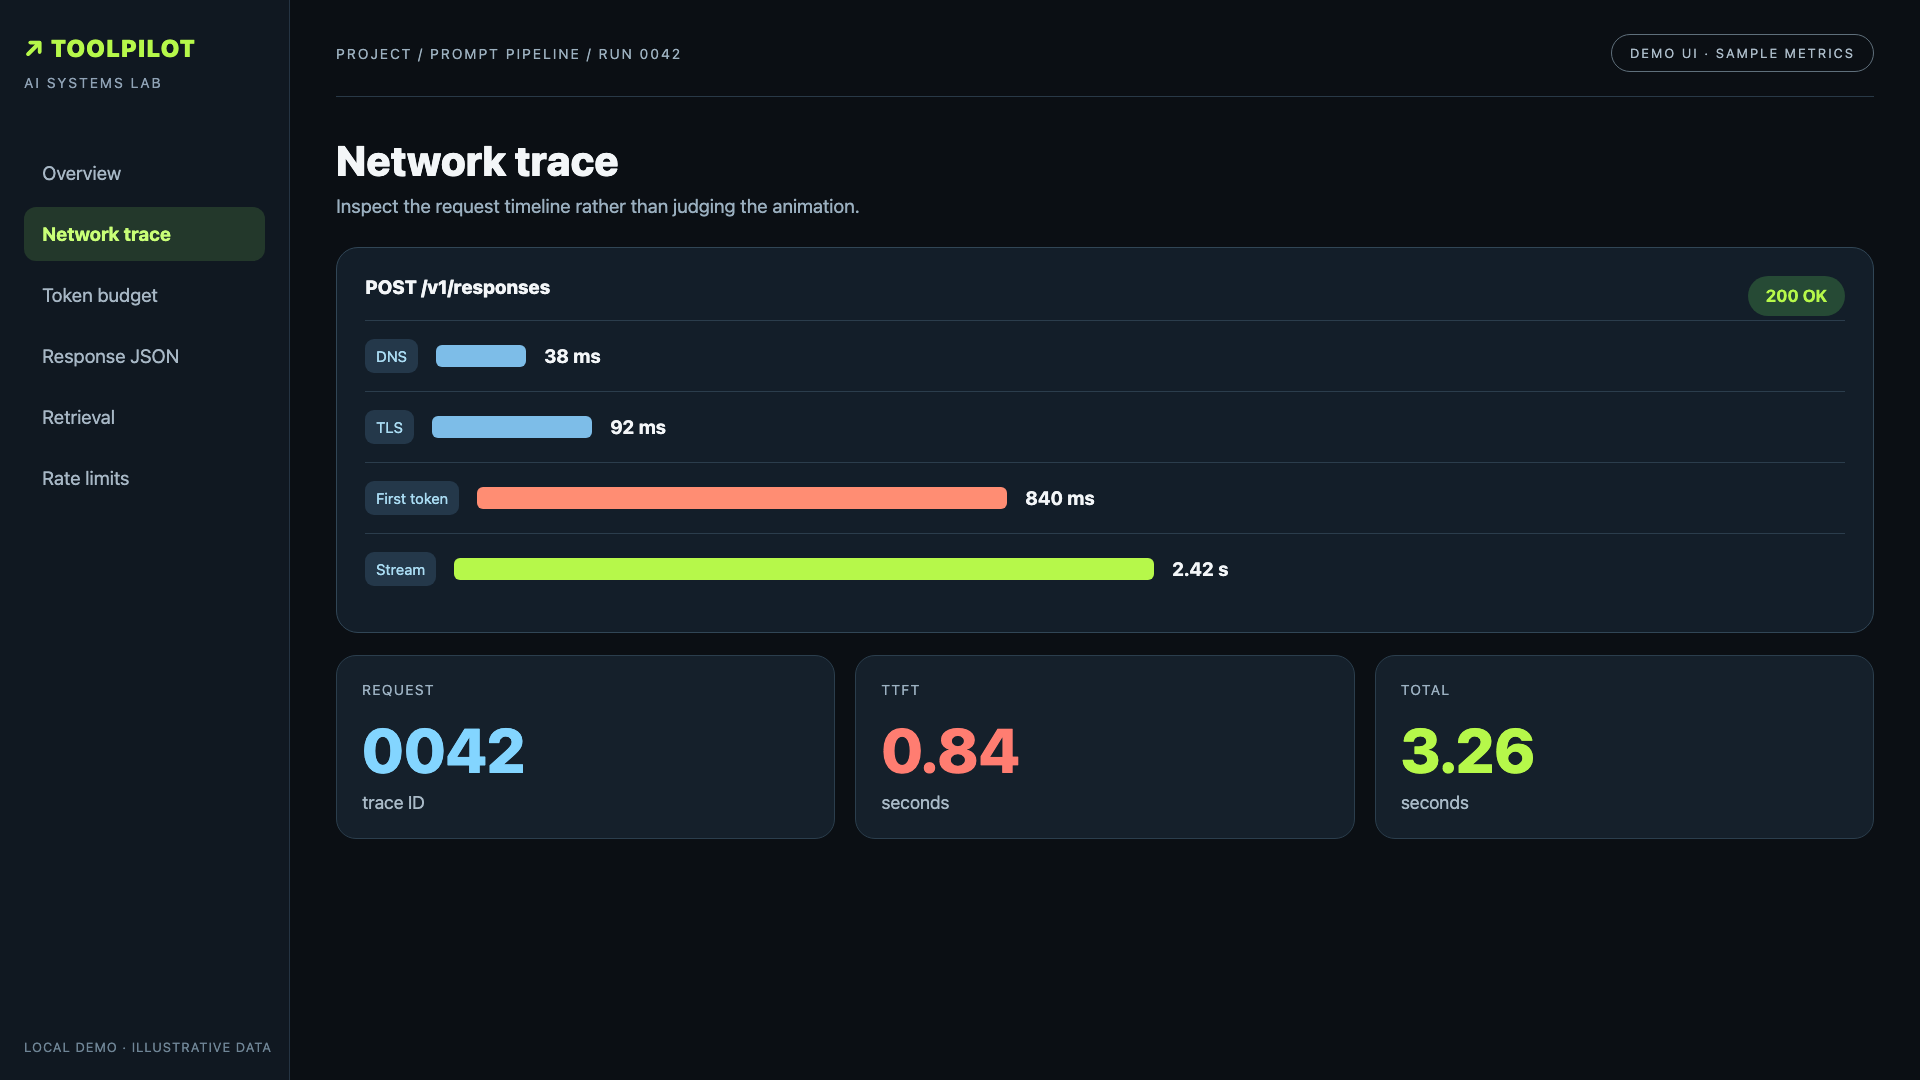 TOOLPILOT
AI SYSTEMS LAB
Overview
Network trace
Token budget
Response JSON
Retrieval
Rate limits
LOCAL DEMO · ILLUSTRATIVE DATA
PROJECT / PROMPT PIPELINE / RUN 0042
DEMO UI · SAMPLE METRICS
Network trace
Inspect the request timeline rather than judging the animation.
POST /v1/responses
200 OK
DNS 38 ms
TLS 92 ms
First token 840 ms
Stream 2.42 s
REQUEST
0042
trace ID
TTFT
0.84
seconds
TOTAL
3.26
seconds